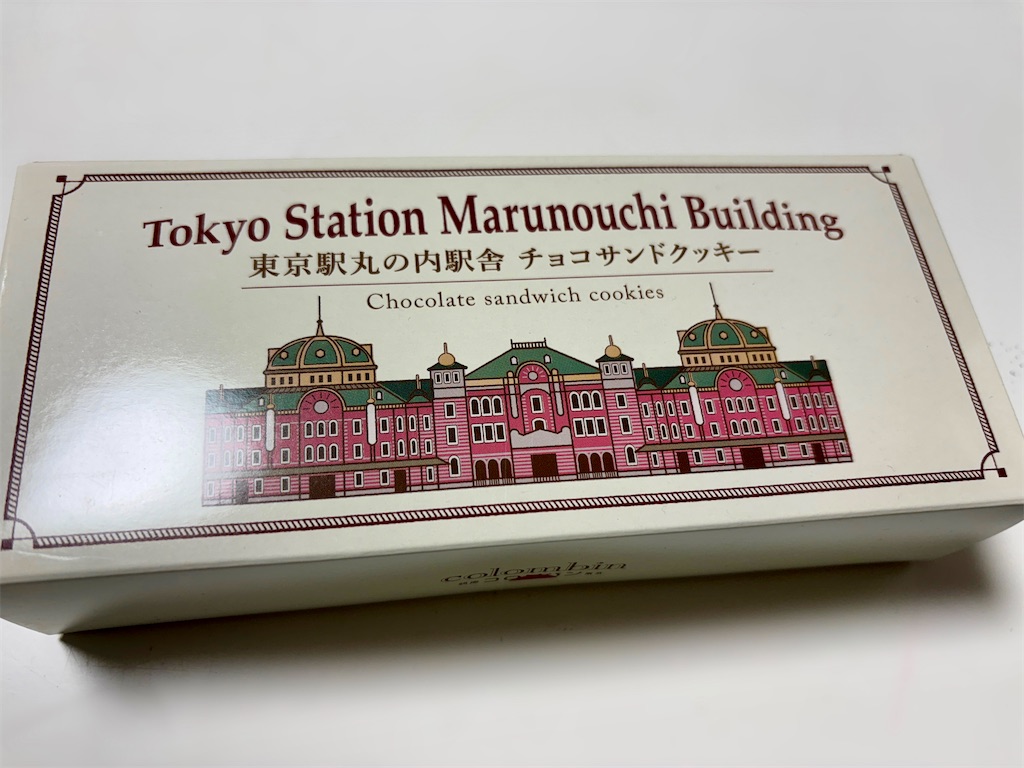 Tokyo Station Marunouchi Building
東京駅丸の内駅舎 チョコサンドクッキー
Chocolate sandwich cookies
colombin